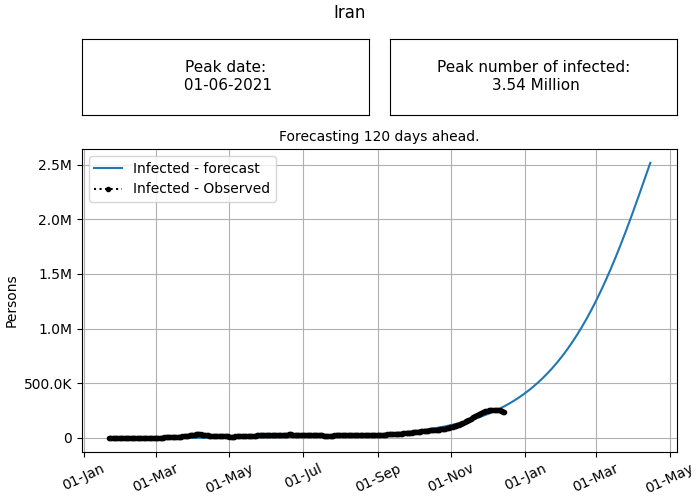 Iran
Peak date:
01-06-2021
Peak number of infected:
3.54 Million
Forecasting 120 days ahead.
Infected - forecast
Infected - Observed
Persons
2.5M
2.0M
1.5M
1.0M
500.0K
0
01-Jan
01-Mar
01-May
01-Jul
01-Sep
01-Nov
01-Jan
01-Mar
01-May